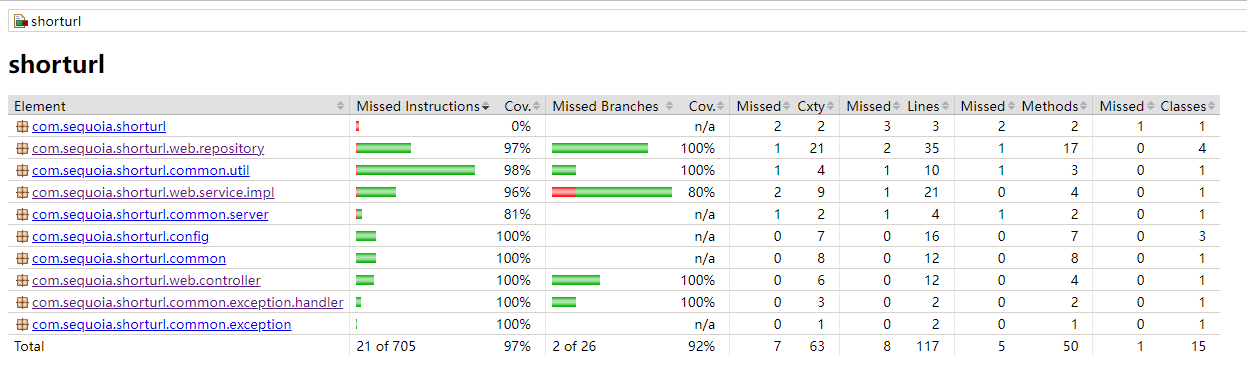 shorturl
shorturl
Element Missed Instructions Cov. Missed Branches Cov. Missed Cxty Missed Lines Missed Methods Missed Classes
com.sequoia.shorturl 0% n/a 2 2 3 3 2 2 1 1
com.sequoia.shorturl.web.repository 97% 100% 1 21 2 35 1 17 0 4
com.sequoia.shorturl.common.util 98% 100% 1 4 1 10 1 3 0 1
com.sequoia.shorturl.web.service.impl 96% 80% 2 9 1 21 0 4 0 1
com.sequoia.shorturl.common.server 81% n/a 1 2 1 4 1 2 0 1
com.sequoia.shorturl.config 100% n/a 0 7 0 16 0 7 0 3
com.sequoia.shorturl.common 100% n/a 0 8 0 12 0 8 0 1
com.sequoia.shorturl.web.controller 100% 100% 0 6 0 12 0 4 0 1
com.sequoia.shorturl.common.exception.handler 100% 100% 0 3 0 2 0 2 0 1
com.sequoia.shorturl.common.exception 100% n/a 0 1 0 2 0 1 0 1
Total 21 of 705 97% 2 of 26 92% 7 63 8 117 5 50 1 15